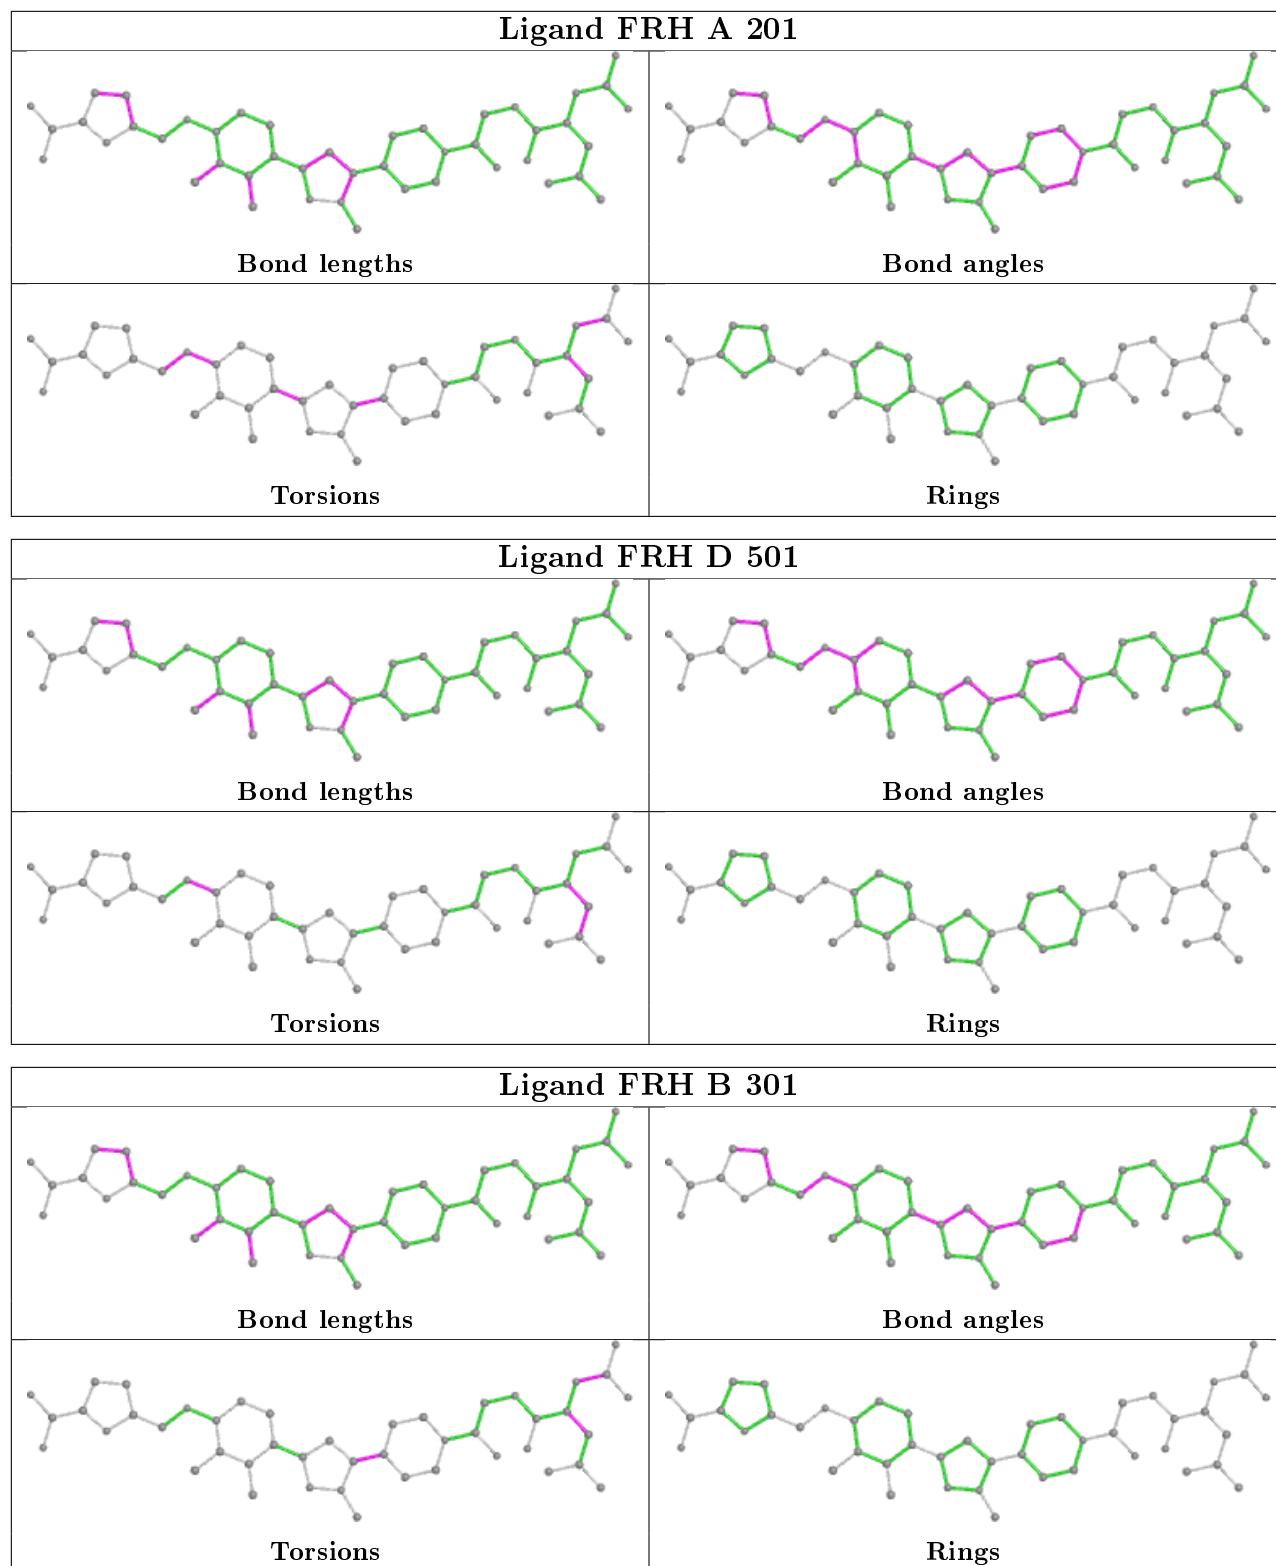 Ligand FRH A 201
Bond lengths
Bond angles
Torsions
Rings
Ligand FRH D 501
Bond lengths
Bond angles
Torsions
Rings
Ligand FRH B 301
Bond lengths
Bond angles
Torsions
Rings